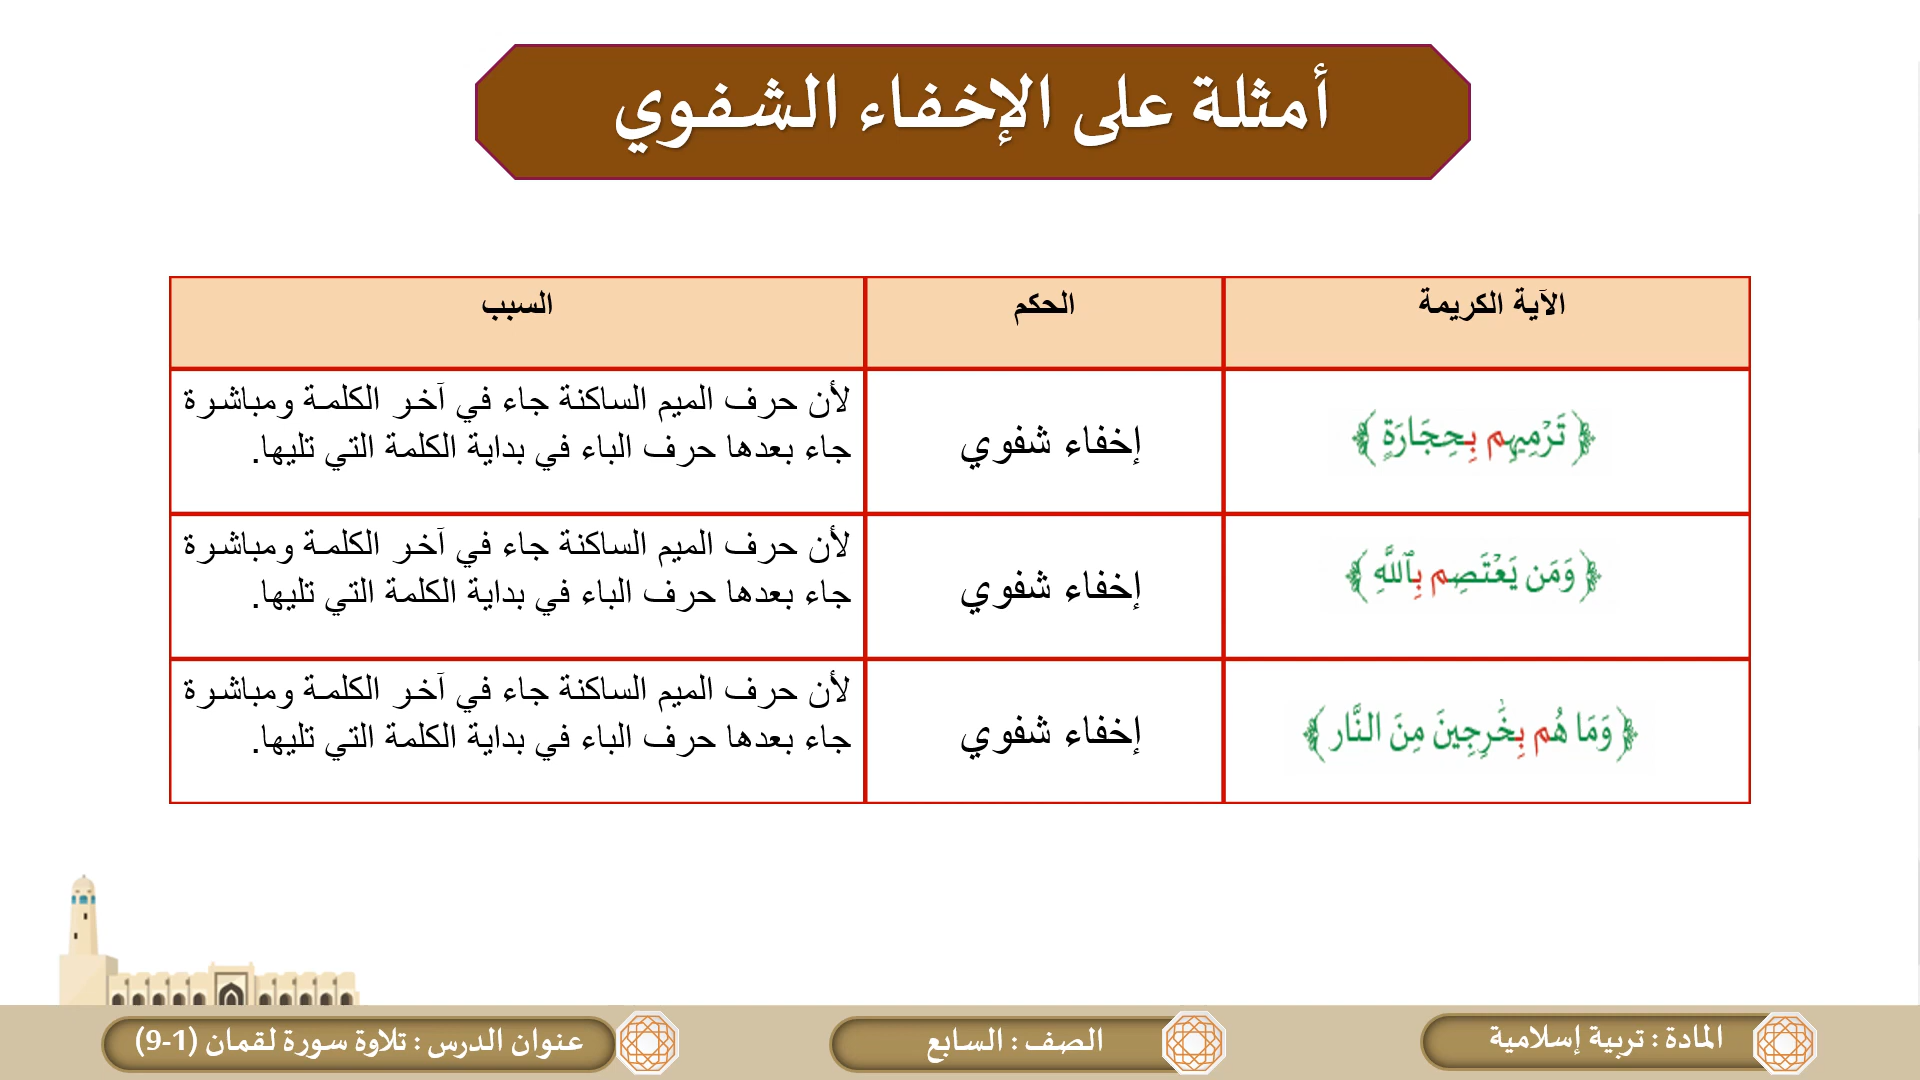 أمثلة على الإخفاء الشفوي
الآية الكريمة
الحكم
السبب
﴿ تَرْمِيهِم بِحِجَارَةٍ ﴾
إخفاء شفوي
لأن حرف الميم الساكنة جاء في آخر الكلمة ومباشرة
جاء بعدها حرف الباء في بداية الكلمة التي تليها.
﴿ وَمَن يَعْتَصِم بِٱللَّهِ ﴾
إخفاء شفوي
لأن حرف الميم الساكنة جاء في آخر الكلمة ومباشرة
جاء بعدها حرف الباء في بداية الكلمة التي تليها.
﴿ وَمَا هُم بِخَٰرِجِينَ مِنَ النَّار ﴾
إخفاء شفوي
لأن حرف الميم الساكنة جاء في آخر الكلمة ومباشرة
جاء بعدها حرف الباء في بداية الكلمة التي تليها.
المادة : تربية إسلامية
الصف : السابع
عنوان الدرس : تلاوة سورة لقمان (1-9)